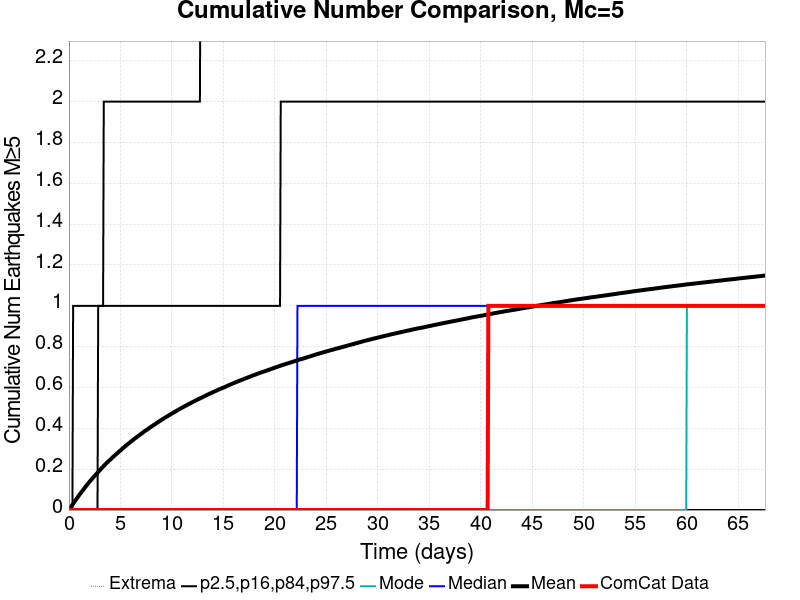 Cumulative Number Comparison, Mc=5
Cumulative Num Earthquakes M≥5
2.2
2
1.8
1.6
1.4
1.2
1
0.8
0.6
0.4
0.2
0
0 5 10 15 20 25 30 35 40 45 50 55 60 65
Time (days)
Extrema p2.5,p16,p84,p97.5 Mode Median Mean ComCat Data